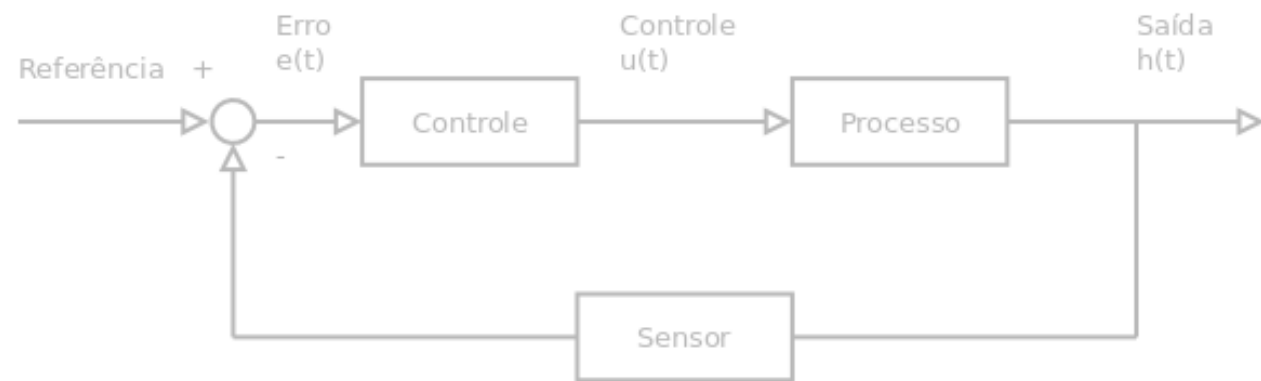 Erro
e(t)
Controle
u(t)
Saída
h(t)
Referência +
Controle
Processo
-
Sensor